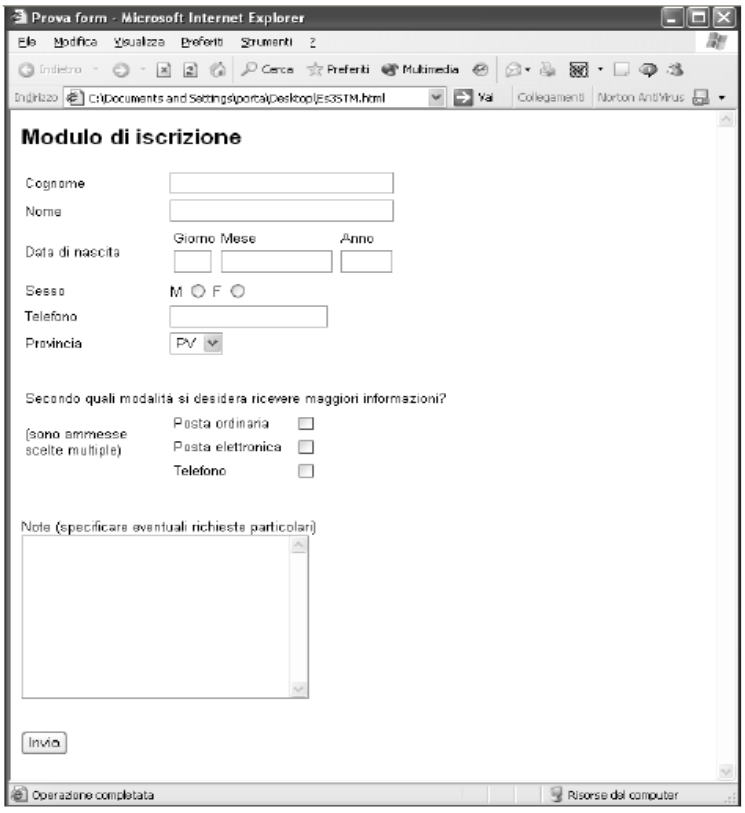 Prova form - Microsoft Internet Explorer
File Modifica Visualizza Preferiti Strumenti ?
Indietro Cerca Preferiti Multimedia
Indirizzo C:\Documents and Settings\porta\Desktop\Es3STM.html Vai Collegamenti Norton AntiVirus
Modulo di iscrizione
Cognome
Nome
Giorno Mese Anno
Data di nascita
Sesso M F
Telefono
Provincia PV
Secondo quali modalità si desidera ricevere maggiori informazioni?
Posta ordinaria
(sono ammesse
scelte multiple)
Posta elettronica
Telefono
Note (specificare eventuali richieste particolari)
Invia
Operazione completata Risorse del computer